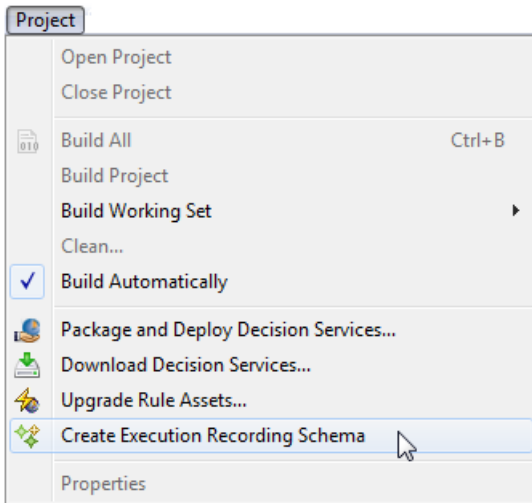 Project
Open Project
Close Project
010
Build All Ctrl+B
Build Project
Build Working Set
Clean...
Build Automatically
Package and Deploy Decision Services...
Download Decision Services...
Upgrade Rule Assets...
Create Execution Recording Schema
Properties